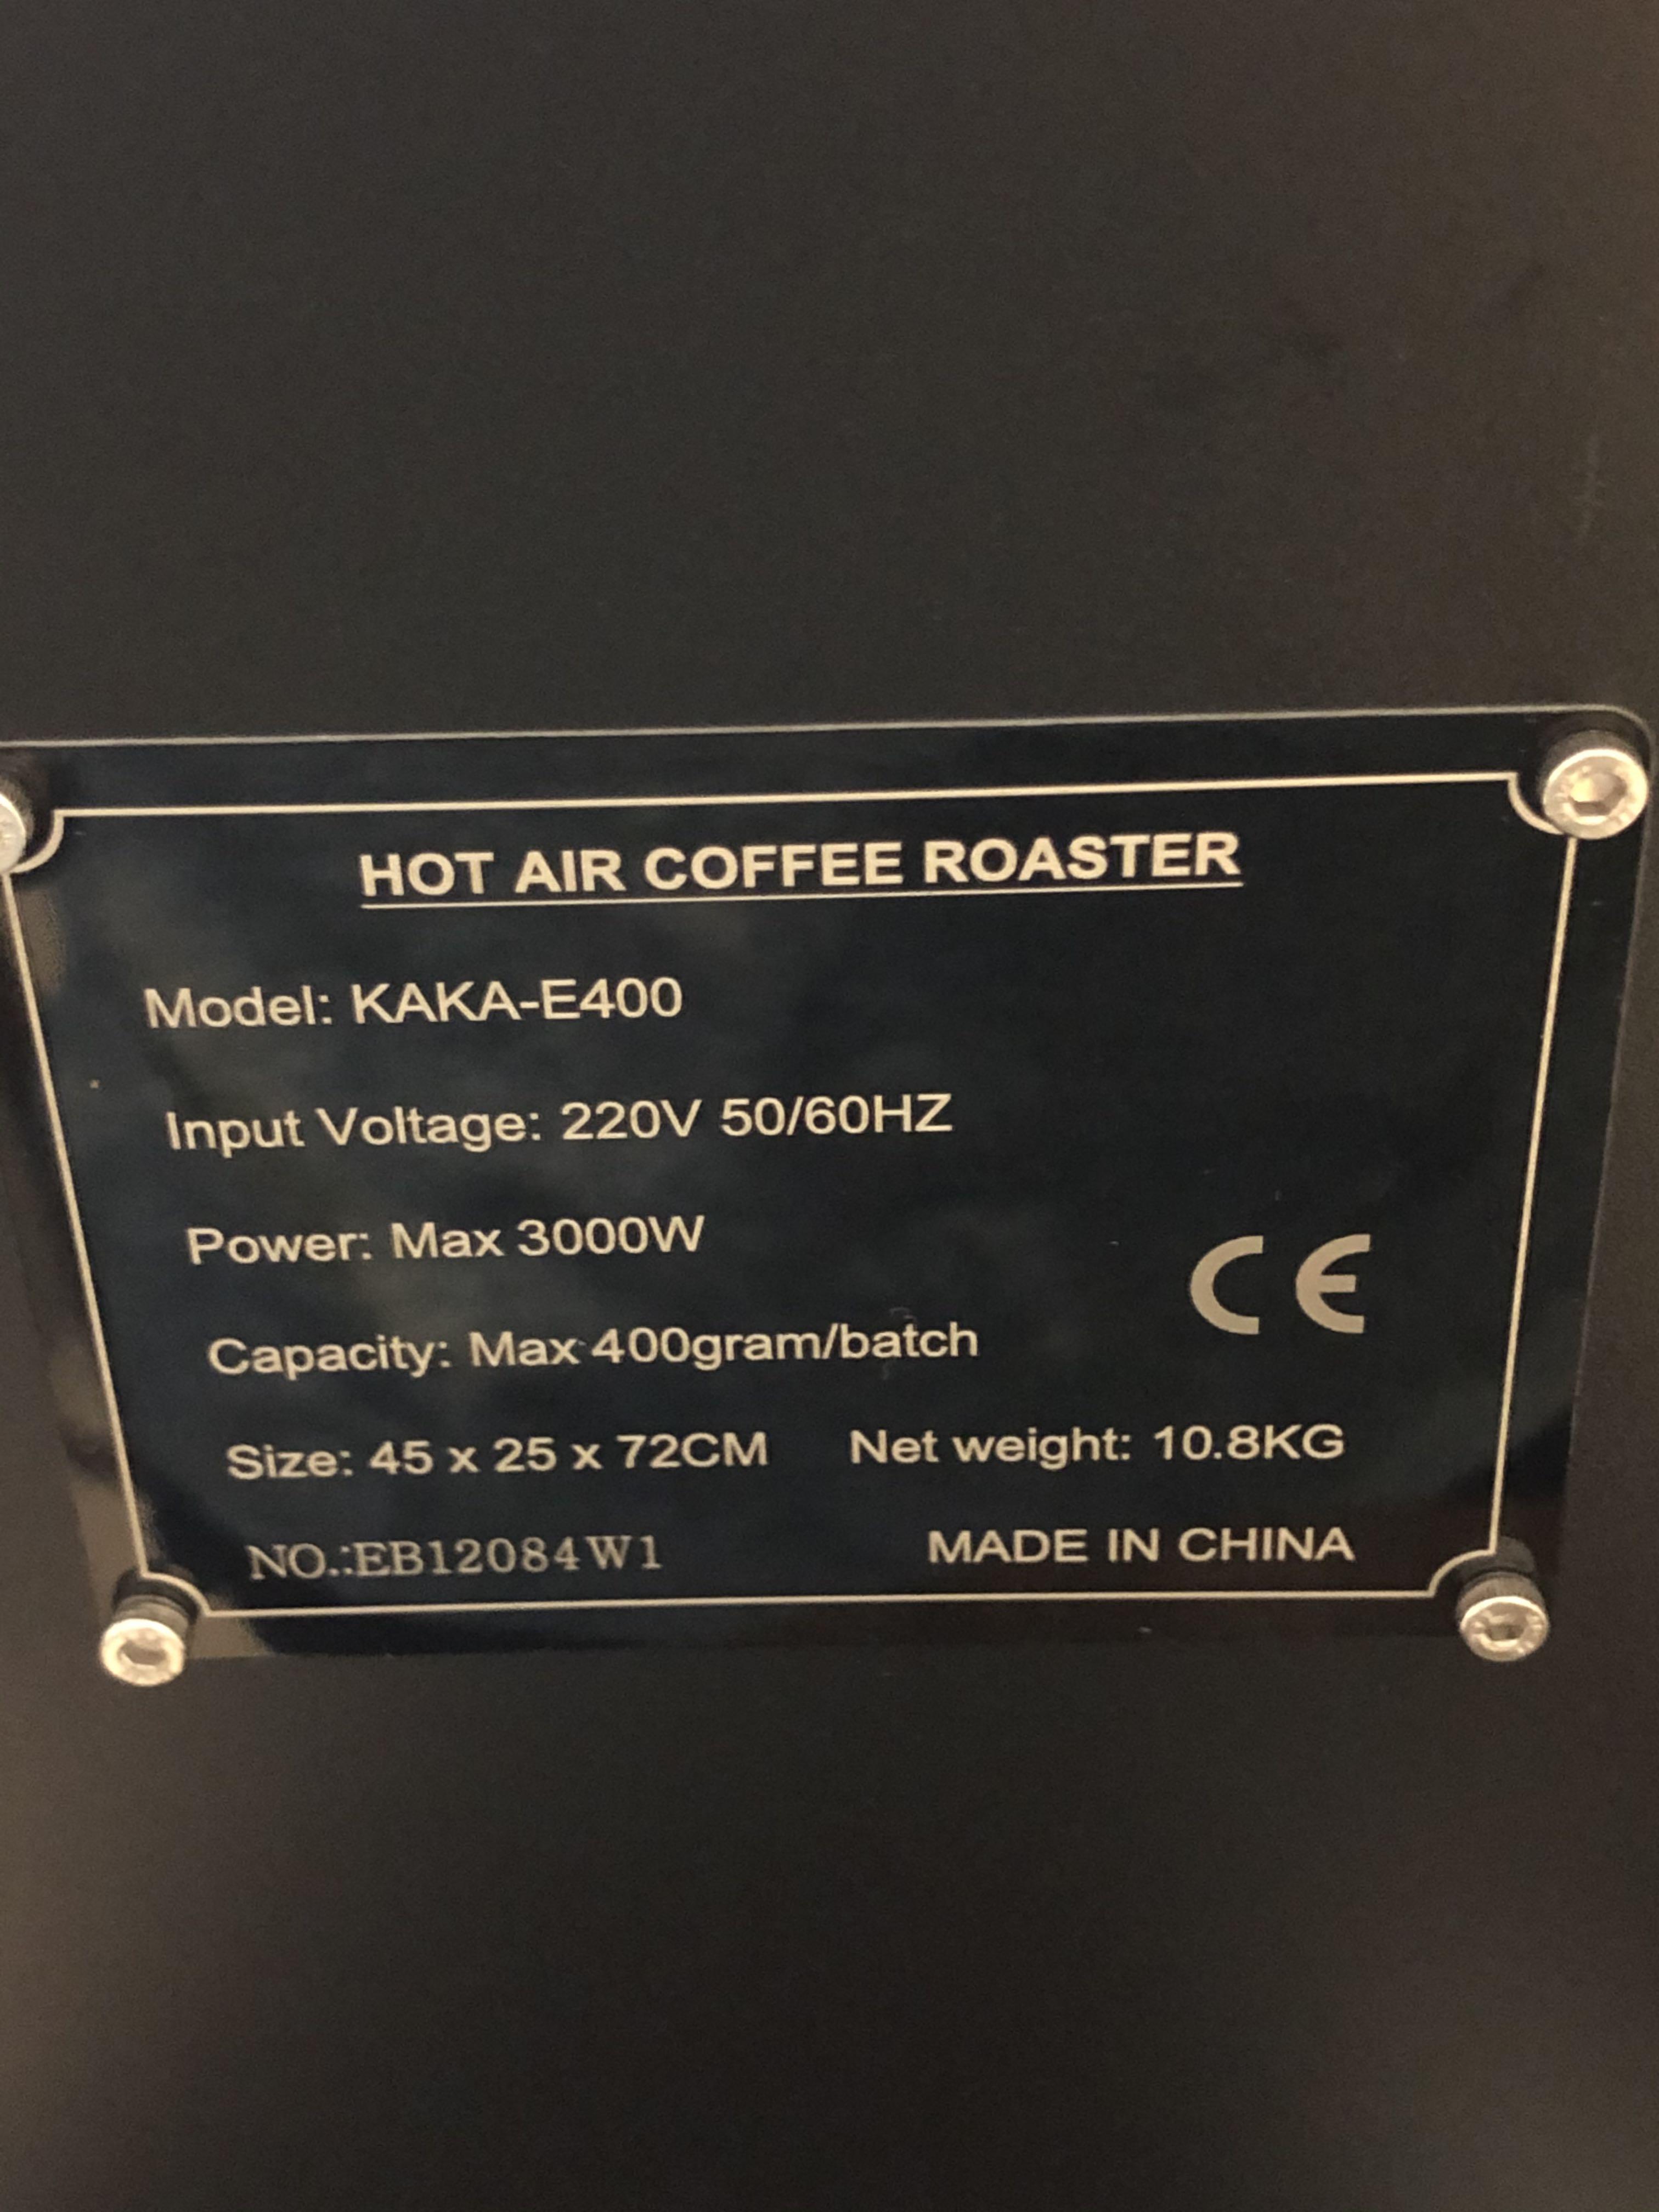 HOT AIR COFFEE ROASTER
Model: KAKA-E400
Input Voltage: 220V 50/60HZ
Power: Max 3000W
CE
Capacity: Max 400gram/batch
Size: 45 x 25 x 72CM Net weight: 10.8KG
NO.:EB12084W1 MADE IN CHINA